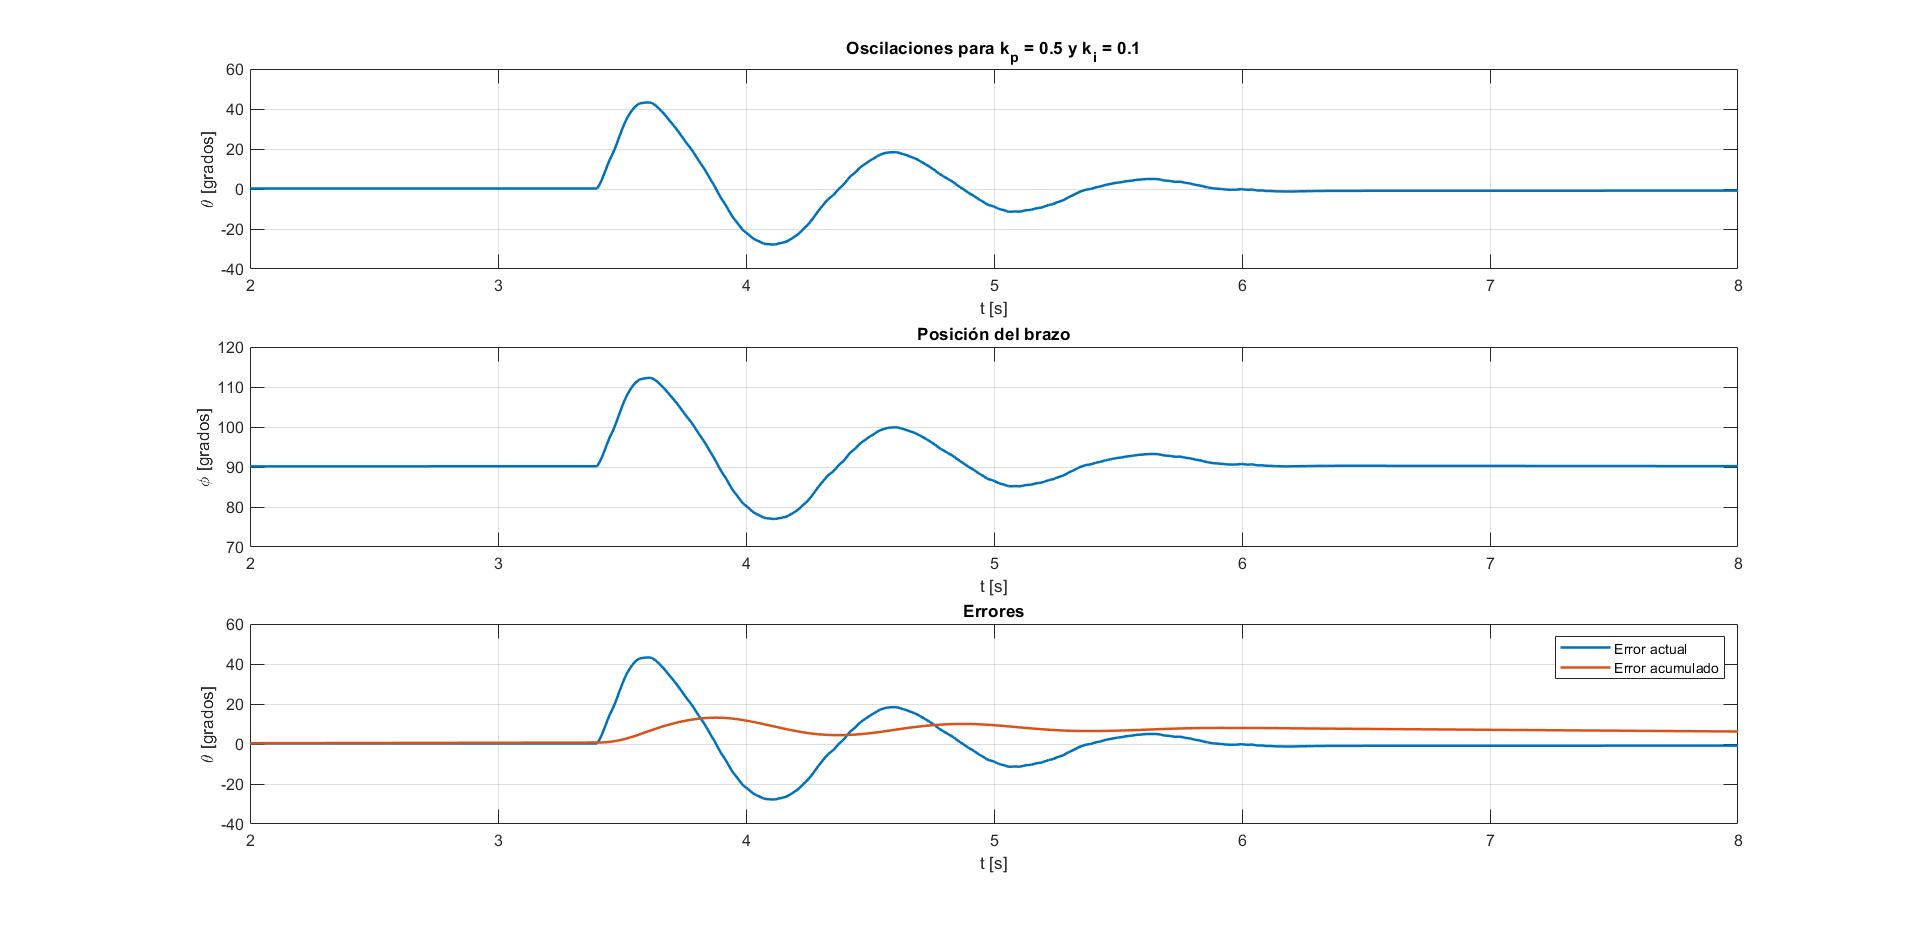 Oscilaciones para kp = 0.5 y ki = 0.1
60
40
20
0
-20
-40
θ [grados]
2 3 4 5 6 7 8
t [s]
Posición del brazo
120
110
100
90
80
70
ϕ [grados]
2 3 4 5 6 7 8
t [s]
Errores
60
40
20
0
-20
-40
θ [grados]
Error actual
Error acumulado
2 3 4 5 6 7 8
t [s]